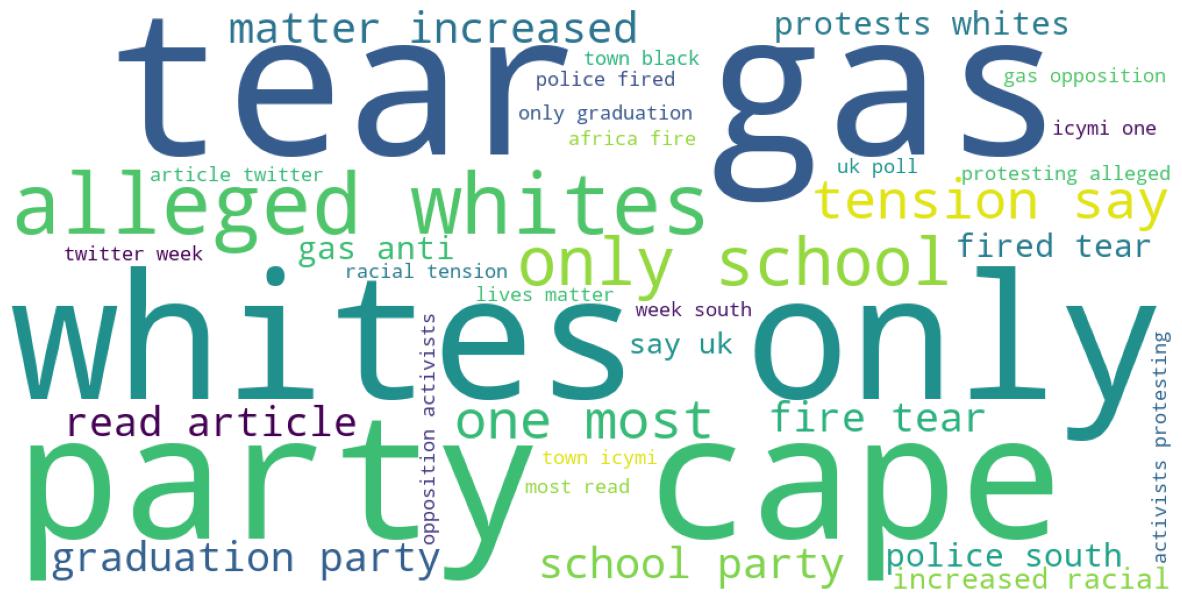 matter increased
protests whites
tear gas
town black
police fired
gas opposition
only graduation
icymi one
africa fire
uk poll
article twitter
protesting alleged
alleged whites
tension say
twitter week
gas anti
only school
fired tear
racial tension
lives matter
week south
whites only
say uk
opposition activists
activists protesting
read article
one most
fire tear
party cape
town icymi
most read
graduation party
school party
police south
increased racial